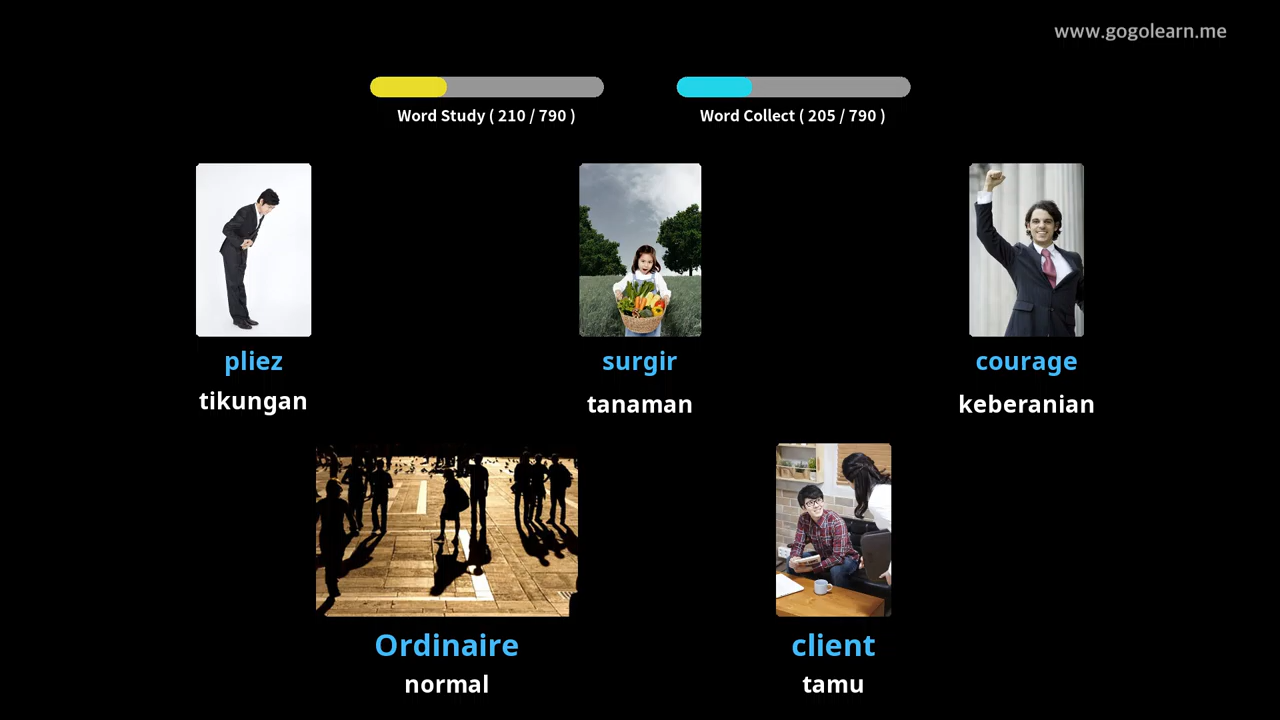 www.gogolearn.me
Word Study ( 210 / 790 )
Word Collect ( 205 / 790 )
pliez
tikungan
surgir
tanaman
courage
keberanian
Ordinaire
normal
client
tamu